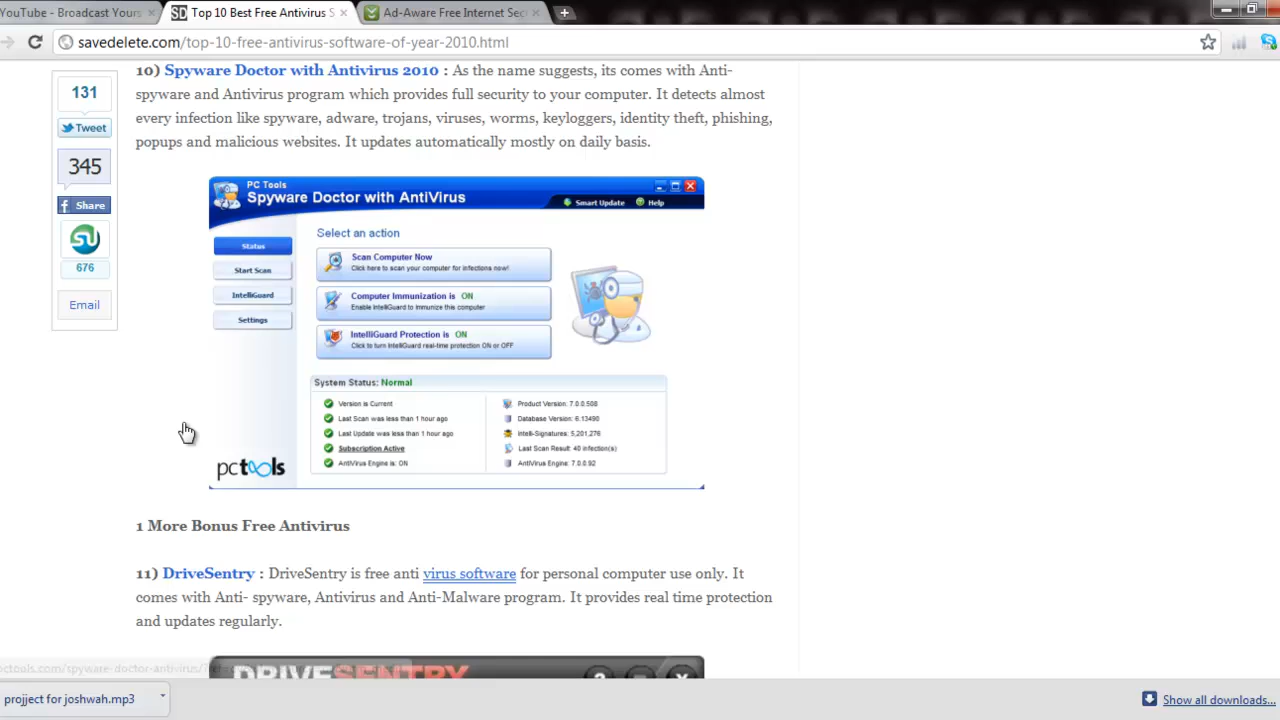 YouTube - Broadcast Yours
SD Top 10 Best Free Antivirus S
Ad-Aware Free Internet Sec
savedelete.com/top-10-free-antivirus-software-of-year-2010.html
131
Tweet
345
Share
676
Email
10) Spyware Doctor with Antivirus 2010 : As the name suggests, its comes with Anti-
spyware and Antivirus program which provides full security to your computer. It detects almost
every infection like spyware, adware, trojans, viruses, worms, keyloggers, identity theft, phishing,
popups and malicious websites. It updates automatically mostly on daily basis.
PC Tools
Spyware Doctor with AntiVirus
Smart Update Help
Status
Start Scan
IntelliGuard
Settings
Select an action
Scan Computer Now
Click here to scan your computer for infections now!
Computer Immunization is ON
Enable IntelliGuard to immunize this computer
IntelliGuard Protection is ON
Click to turn IntelliGuard real-time protection ON or OFF
System Status: Normal
Version is Current
Last Scan was less than 1 hour ago
Last Update was less than 1 hour ago
Subscription Active
AntiVirus Engine is: ON
Product Version: 7.0.0.508
Database Version: 6.13490
Intelli-Signatures: 5,201,276
Last Scan Result: 40 infection(s)
AntiVirus Engine: 7.0.0.92
pctools
1 More Bonus Free Antivirus
11) DriveSentry : DriveSentry is free anti virus software for personal computer use only. It
comes with Anti- spyware, Antivirus and Anti-Malware program. It provides real time protection
and updates regularly.
DRIVESENTRY
pctools.com/spyware-doctor-antivirus/
projject for joshwah.mp3
Show all downloads...